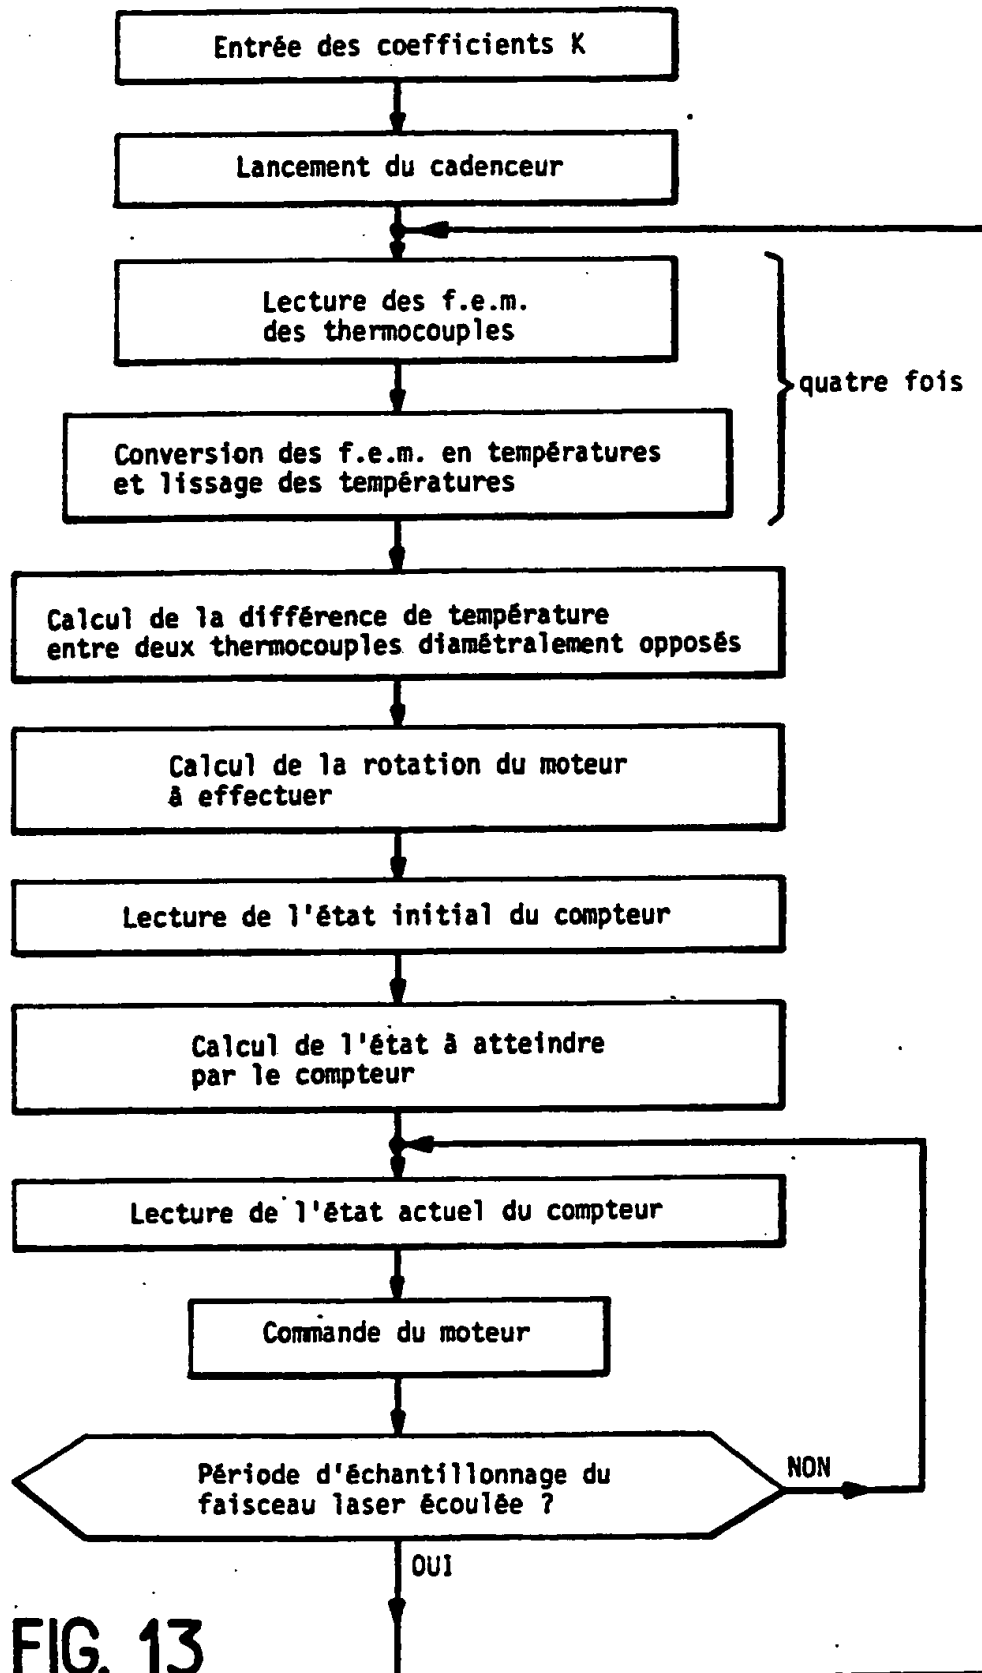 Entrée des coefficients K
Lancement du cadenceur
Lecture des f.e.m.
des thermocouples
quatre fois
Conversion des f.e.m. en températures
et lissage des températures
Calcul de la différence de température
entre deux thermocouples diamétralement opposés
Calcul de la rotation du moteur
à effectuer
Lecture de l'état initial du compteur
Calcul de l'état à atteindre
par le compteur
Lecture de l'état actuel du compteur
Commande du moteur
Période d'échantillonnage du
faisceau laser écoulée ?
NON
OUI
FIG. 13